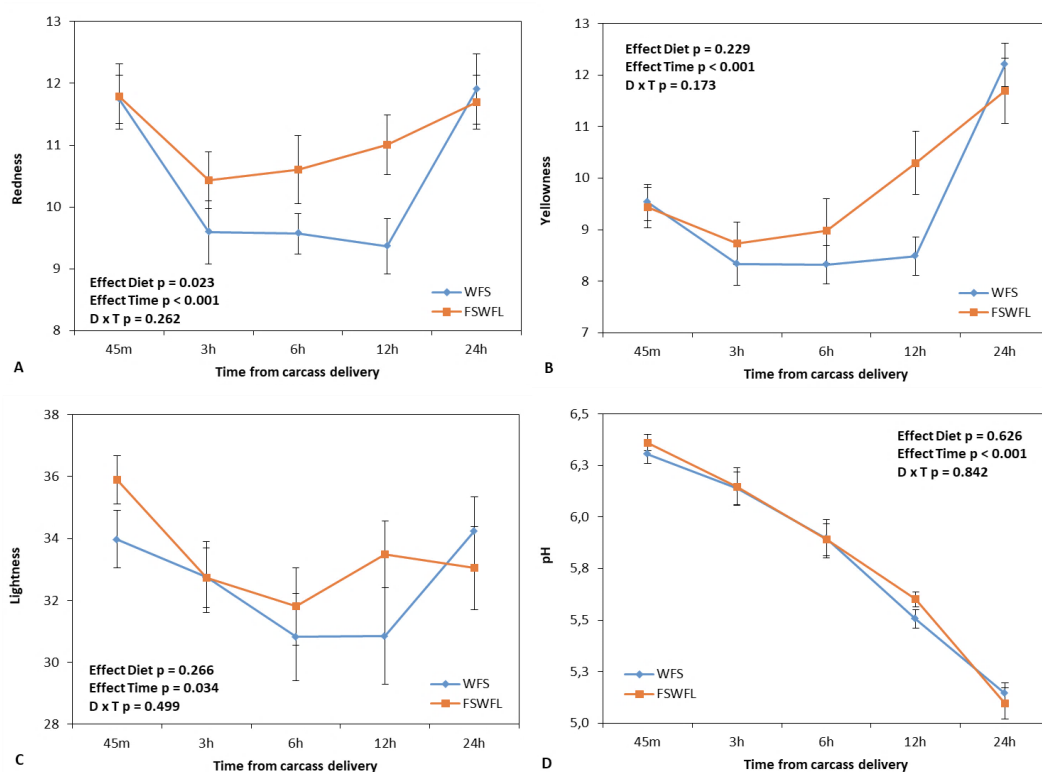 13
12
11
10
9
8
Redness
Effect Diet p = 0.023
Effect Time p < 0.001
D x T p = 0.262
WFS
FSWFL
45m 3h 6h 12h 24h
A
Time from carcass delivery
13
12
11
10
9
8
7
Yellowness
Effect Diet p = 0.229
Effect Time p < 0.001
D x T p = 0.173
WFS
FSWFL
45m 3h 6h 12h 24h
B
Time from carcass delivery
38
36
34
32
30
28
Lightness
Effect Diet p = 0.266
Effect Time p = 0.034
D x T p = 0.499
WFS
FSWFL
45m 3h 6h 12h 24h
C
Time from carcass delivery
6,5
6,3
6,0
5,8
5,5
5,3
5,0
pH
Effect Diet p = 0.626
Effect Time p < 0.001
D x T p = 0.842
WFS
FSWFL
45m 3h 6h 12h 24h
D
Time from carcass delivery